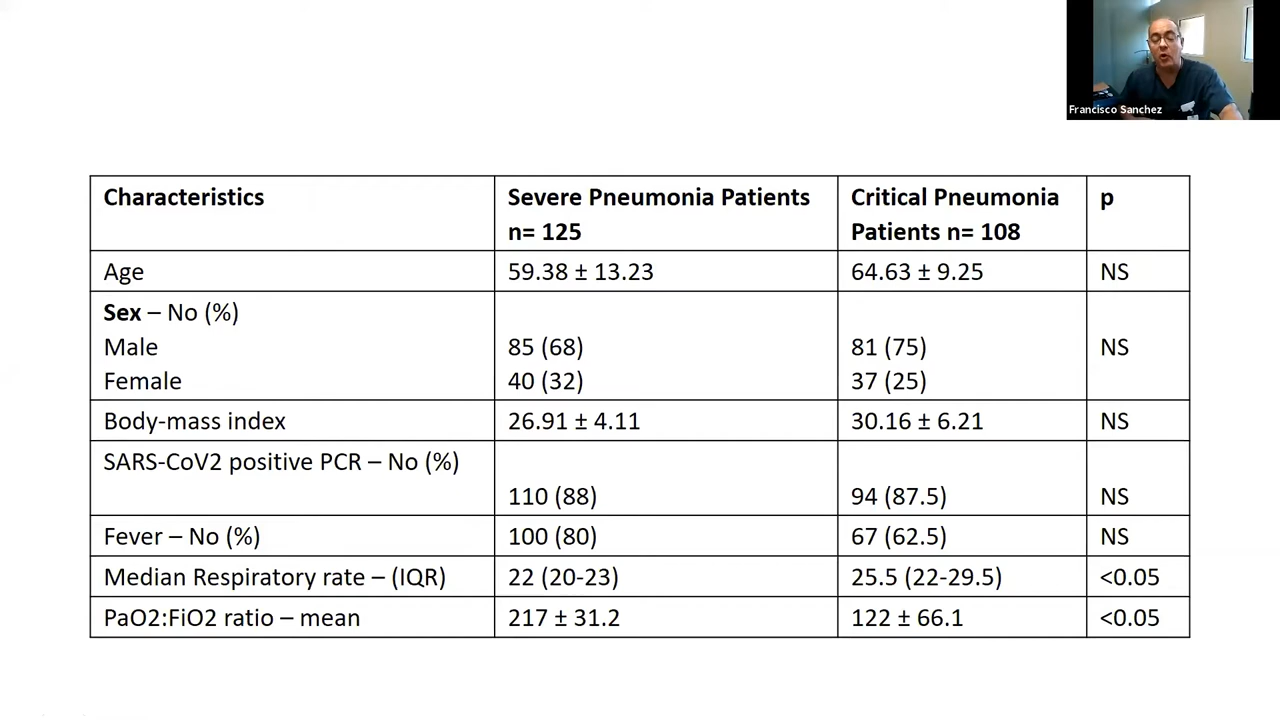 Francisco Sanchez
Characteristics
Severe Pneumonia Patients
n= 125
Critical Pneumonia
Patients n= 108
p
Age
59.38 ± 13.23
64.63 ± 9.25
NS
Sex – No (%)
Male
85 (68)
81 (75)
NS
Female
40 (32)
37 (25)
Body-mass index
26.91 ± 4.11
30.16 ± 6.21
NS
SARS-CoV2 positive PCR – No (%)
110 (88)
94 (87.5)
NS
Fever – No (%)
100 (80)
67 (62.5)
NS
Median Respiratory rate – (IQR)
22 (20-23)
25.5 (22-29.5)
<0.05
PaO2:FiO2 ratio – mean
217 ± 31.2
122 ± 66.1
<0.05